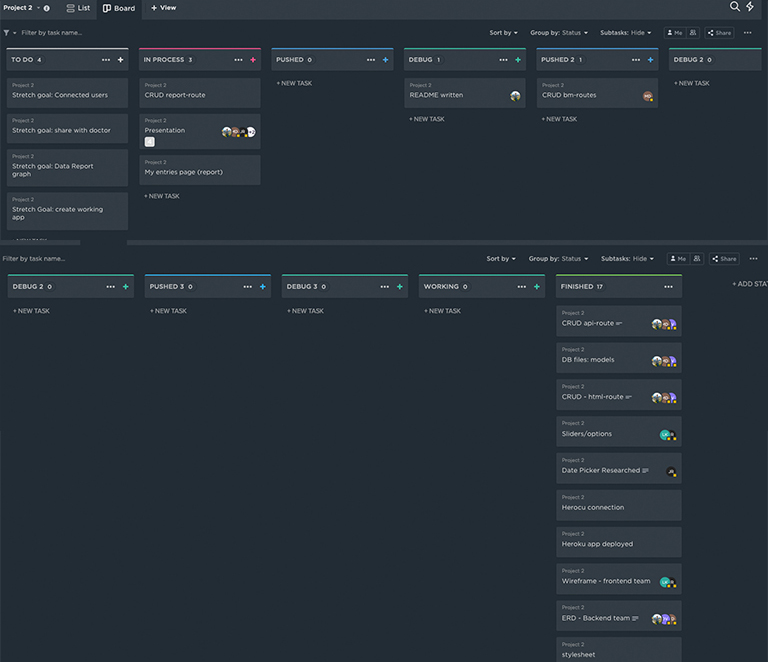 Project 2
List
Board
+ View
Filter by task name...
Sort by
Group by: Status
Subtasks: Hide
Me
Share
TO DO 4
Project 2
Stretch goal: Connected users
Project 2
Stretch goal: share with doctor
Project 2
Stretch goal: Data Report
graph
Project 2
Stretch Goal: create working
app
IN PROCESS 3
Project 2
CRUD report-route
Project 2
Presentation
Project 2
My entries page (report)
+ NEW TASK
PUSHED 0
+ NEW TASK
DEBUG 1
Project 2
README written
+ NEW TASK
PUSHED 2 1
Project 2
CRUD bm-routes
+ NEW TASK
DEBUG 2 0
+ NEW TASK
Filter by task name...
Sort by
Group by: Status
Subtasks: Hide
Me
Share
DEBUG 2 0
+ NEW TASK
PUSHED 3 0
+ NEW TASK
DEBUG 3 0
+ NEW TASK
WORKING 0
+ NEW TASK
FINISHED 17
Project 2
CRUD api-route
Project 2
DB files: models
Project 2
CRUD - html-route
Project 2
Sliders/options
Project 2
Date Picker Researched
Project 2
Herocu connection
Project 2
Heroku app deployed
Project 2
Wireframe - frontend team
Project 2
ERD - Backend team
Project 2
stylesheet
+ ADD STAT